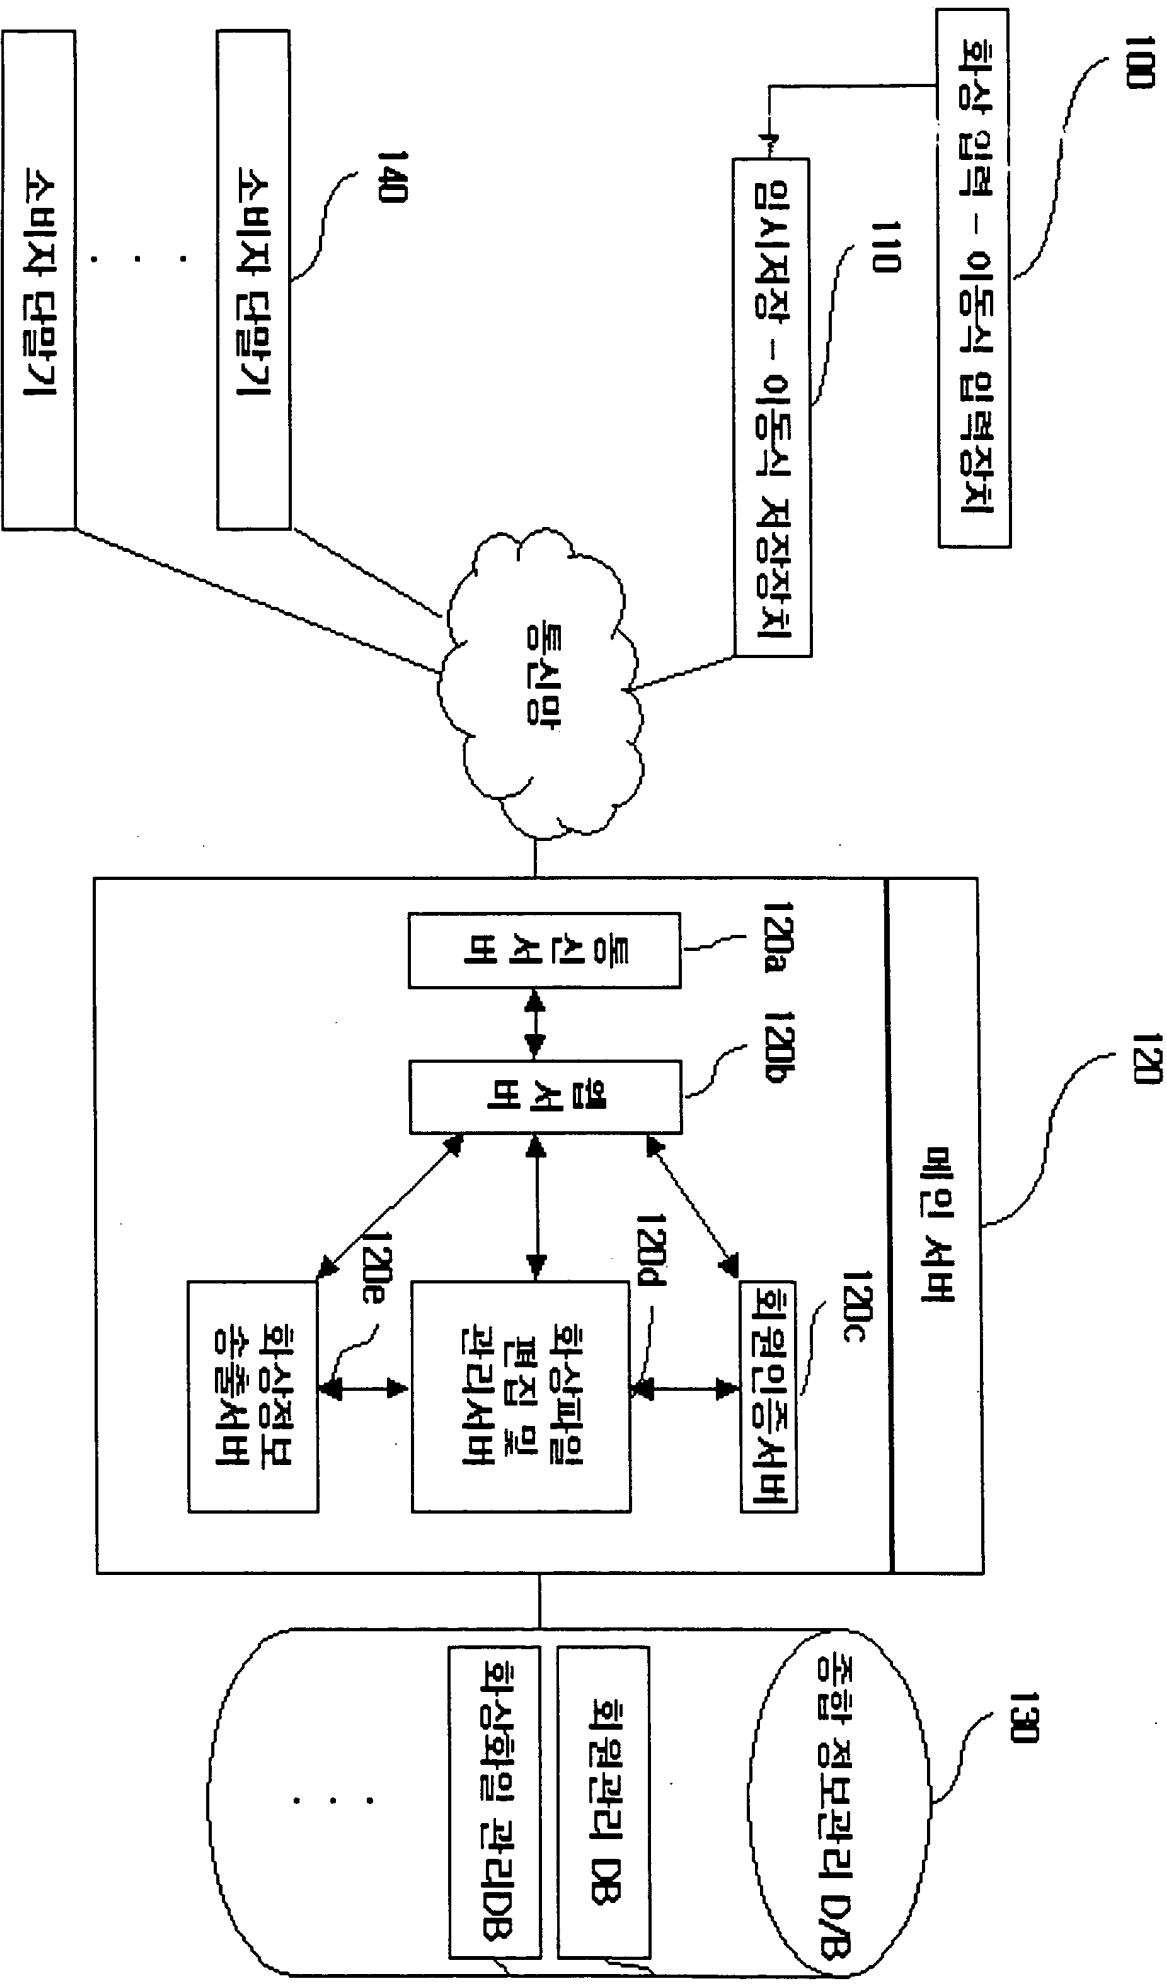 100
화상 입력 - 이동식 입력장치
110
임시저장 - 이동식 저장장치
140
소비자 단말기
소비자 단말기
통신망
120
메인 서버
120a
통신서버
120b
웹서버
120c
회원인증서버
120d
화상파일
편집 및
관리서버
120e
화상정보
송출서버
130
종합 정보관리 D/B
회원관리 DB
화상화일 관리DB